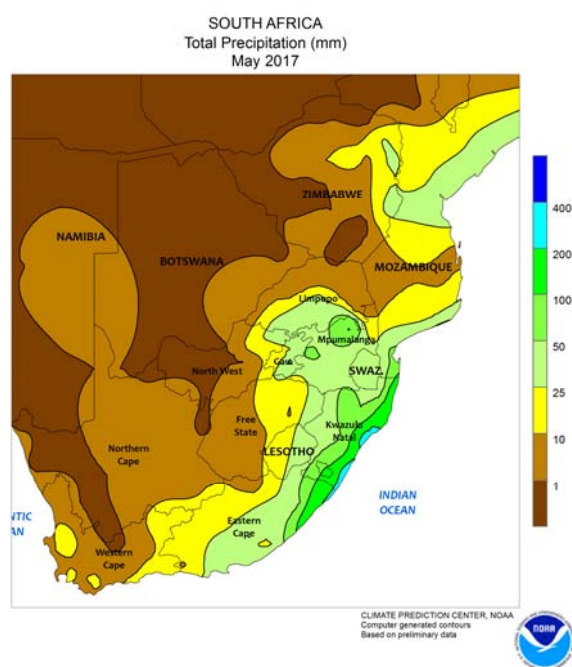 SOUTH AFRICA
Total Precipitation (mm)
May 2017
ZIMBABWE
NAMIBIA
BOTSWANA
MOZAMBIQUE
Limpopo
Mpumalanga
Gau
North West
SWAZ.
Free
State
Kwazulu
Natal
LESOTHO
Northern
Cape
Eastern
Cape
Western
Cape
NTIC
AN
INDIAN
OCEAN
400
200
100
50
25
10
1
CLIMATE PREDICTION CENTER, NOAA
Computer generated contours
Based on preliminary data
NOAA